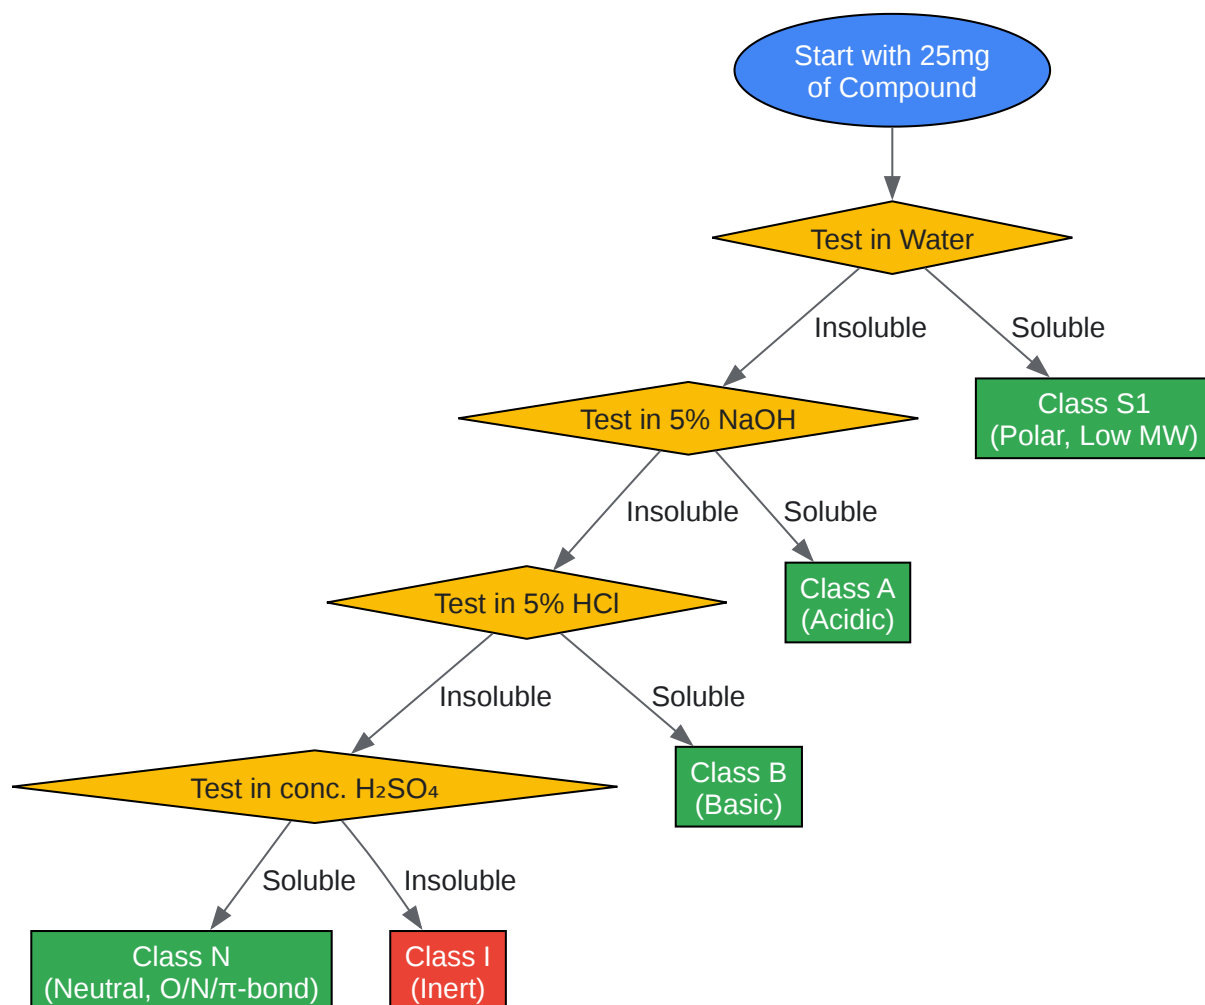 Start with 25mg
of Compound
Test in Water
Insoluble
Soluble
Class S1
(Polar, Low MW)
Test in 5% NaOH
Insoluble
Soluble
Class A
(Acidic)
Test in 5% HCl
Insoluble
Soluble
Class B
(Basic)
Test in conc. H₂SO₄
Soluble
Insoluble
Class N
(Neutral, O/N/π-bond)
Class I
(Inert)